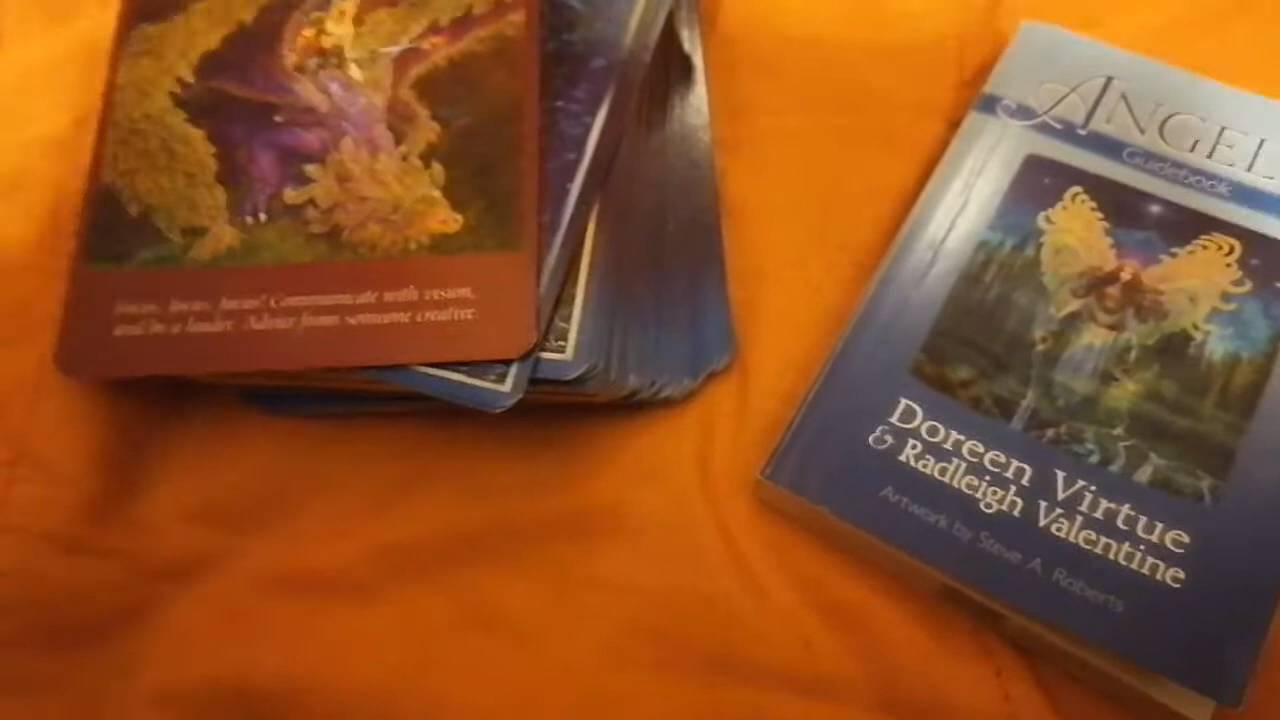 focus, focus, focus! Communicate with vision,
and be a leader. Advice from someone creative.
ANGEL
Guidebook
Doreen Virtue
& Radleigh Valentine
Artwork by Steve A. Roberts